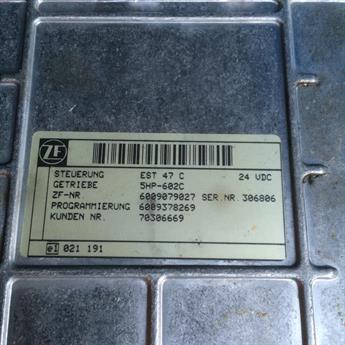 ZF
STEUERUNG EST 47 C 24 VDC
GETRIEBE 5HP-602C
ZF-NR 6009079027 SER.NR. 306806
PROGRAMMIERUNG 6009378269
KUNDEN NR. 70306669
e1 021 191